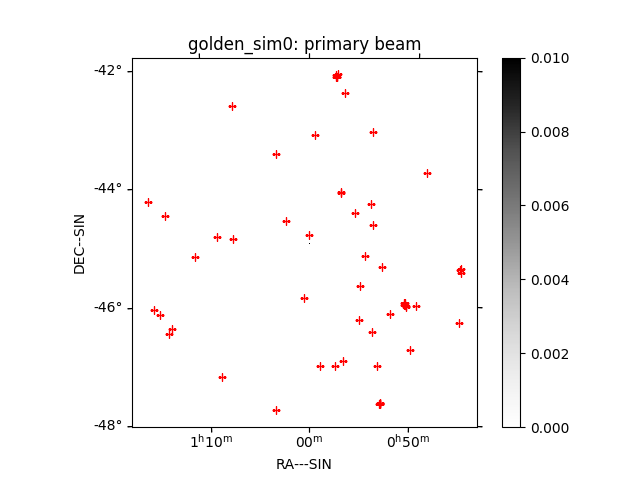 golden_sim0: primary beam
-42°
-44°
-46°
-48°
DEC--SIN
1ʰ10ᵐ
00ᵐ
0ʰ50ᵐ
RA---SIN
0.010
0.008
0.006
0.004
0.002
0.000